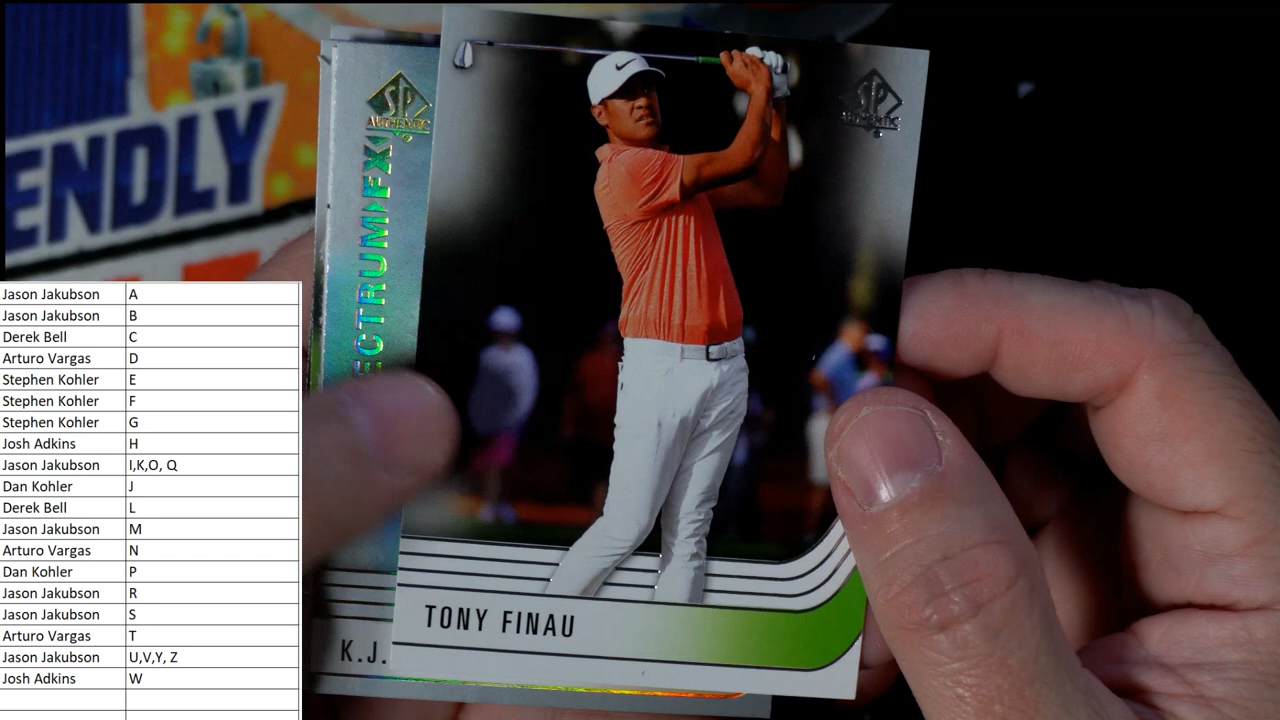 ENDLY
SP
AUTHENTIC
ECTRUM FX
SP
AUTHENTIC
TONY FINAU
K.J.
Jason Jakubson A
Jason Jakubson B
Derek Bell C
Arturo Vargas D
Stephen Kohler E
Stephen Kohler F
Stephen Kohler G
Josh Adkins H
Jason Jakubson I,K,O, Q
Dan Kohler J
Derek Bell L
Jason Jakubson M
Arturo Vargas N
Dan Kohler P
Jason Jakubson R
Jason Jakubson S
Arturo Vargas T
Jason Jakubson U,V,Y, Z
Josh Adkins W